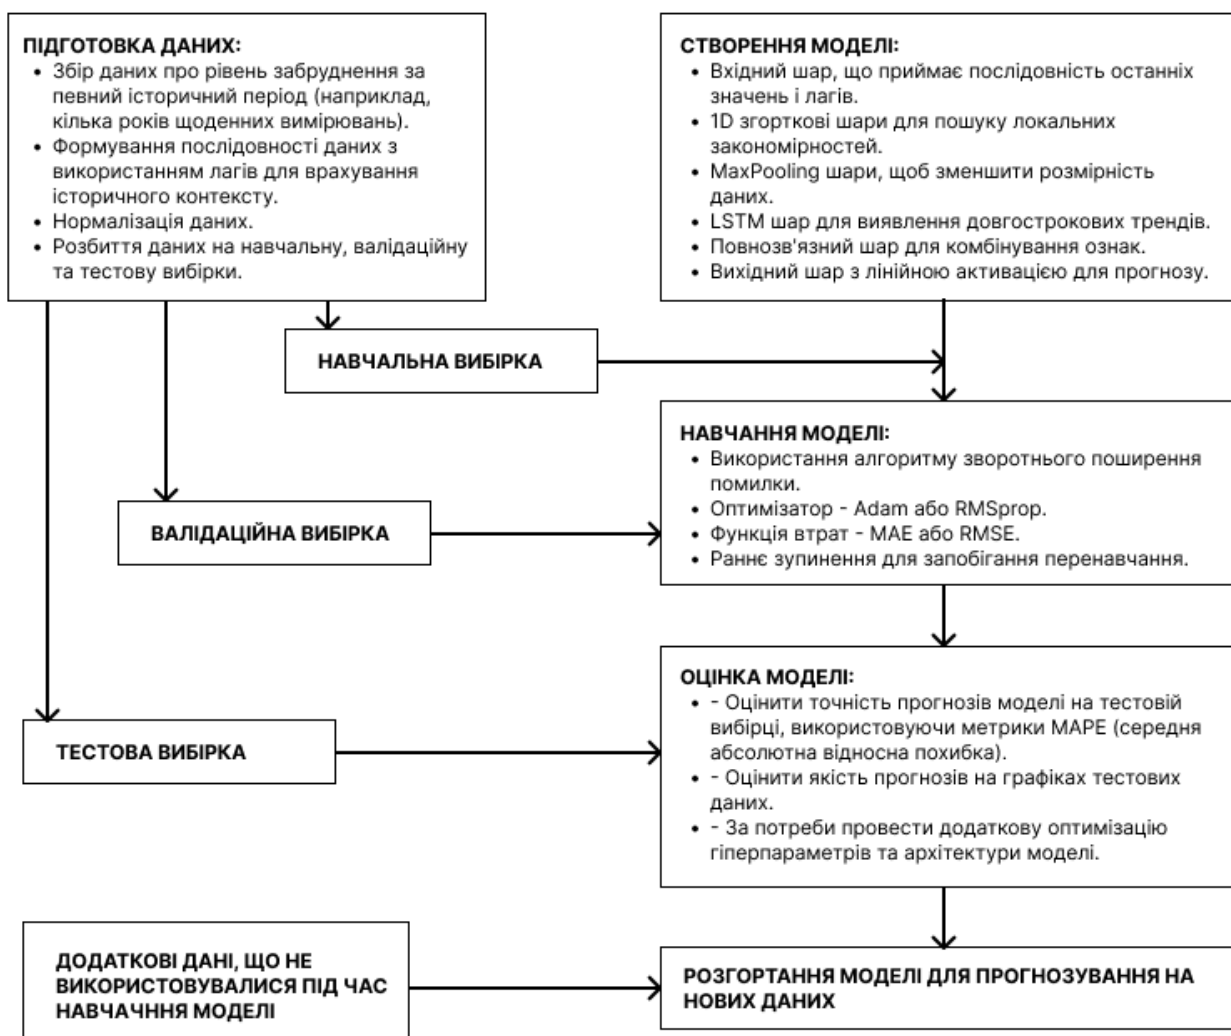 ПІДГОТОВКА ДАНИХ:
• Збір даних про рівень забруднення за
певний історичний період (наприклад,
кілька років щоденних вимірювань).
• Формування послідовності даних з
використанням лагів для врахування
історичного контексту.
• Нормалізація даних.
• Розбиття даних на навчальну, валідаційну
та тестову вибірки.
СТВОРЕННЯ МОДЕЛІ:
• Вхідний шар, що приймає послідовність останніх
значень і лагів.
• 1D згорткові шари для пошуку локальних
закономірностей.
• MaxPooling шари, щоб зменшити розмірність
даних.
• LSTM шар для виявлення довгострокових трендів.
• Повнозв'язний шар для комбінування ознак.
• Вихідний шар з лінійною активацією для прогнозу.
НАВЧАЛЬНА ВИБІРКА
НАВЧАННЯ МОДЕЛІ:
• Використання алгоритму зворотнього поширення
помилки.
• Оптимізатор - Adam або RMSprop.
• Функція втрат - MAE або RMSE.
• Раннє зупинення для запобігання перенавчання.
ВАЛІДАЦІЙНА ВИБІРКА
ОЦІНКА МОДЕЛІ:
• - Оцінити точність прогнозів моделі на тестовій
вибірці, використовуючи метрики MAPE (середня
абсолютна відносна похибка).
• - Оцінити якість прогнозів на графіках тестових
даних.
• - За потреби провести додаткову оптимізацію
гіперпараметрів та архітектури моделі.
ТЕСТОВА ВИБІРКА
ДОДАТКОВІ ДАНІ, ЩО НЕ
ВИКОРИСТОВУВАЛИСЯ ПІД ЧАС
НАВЧАЧННЯ МОДЕЛІ
РОЗГОРТАННЯ МОДЕЛІ ДЛЯ ПРОГНОЗУВАННЯ НА
НОВИХ ДАНИХ